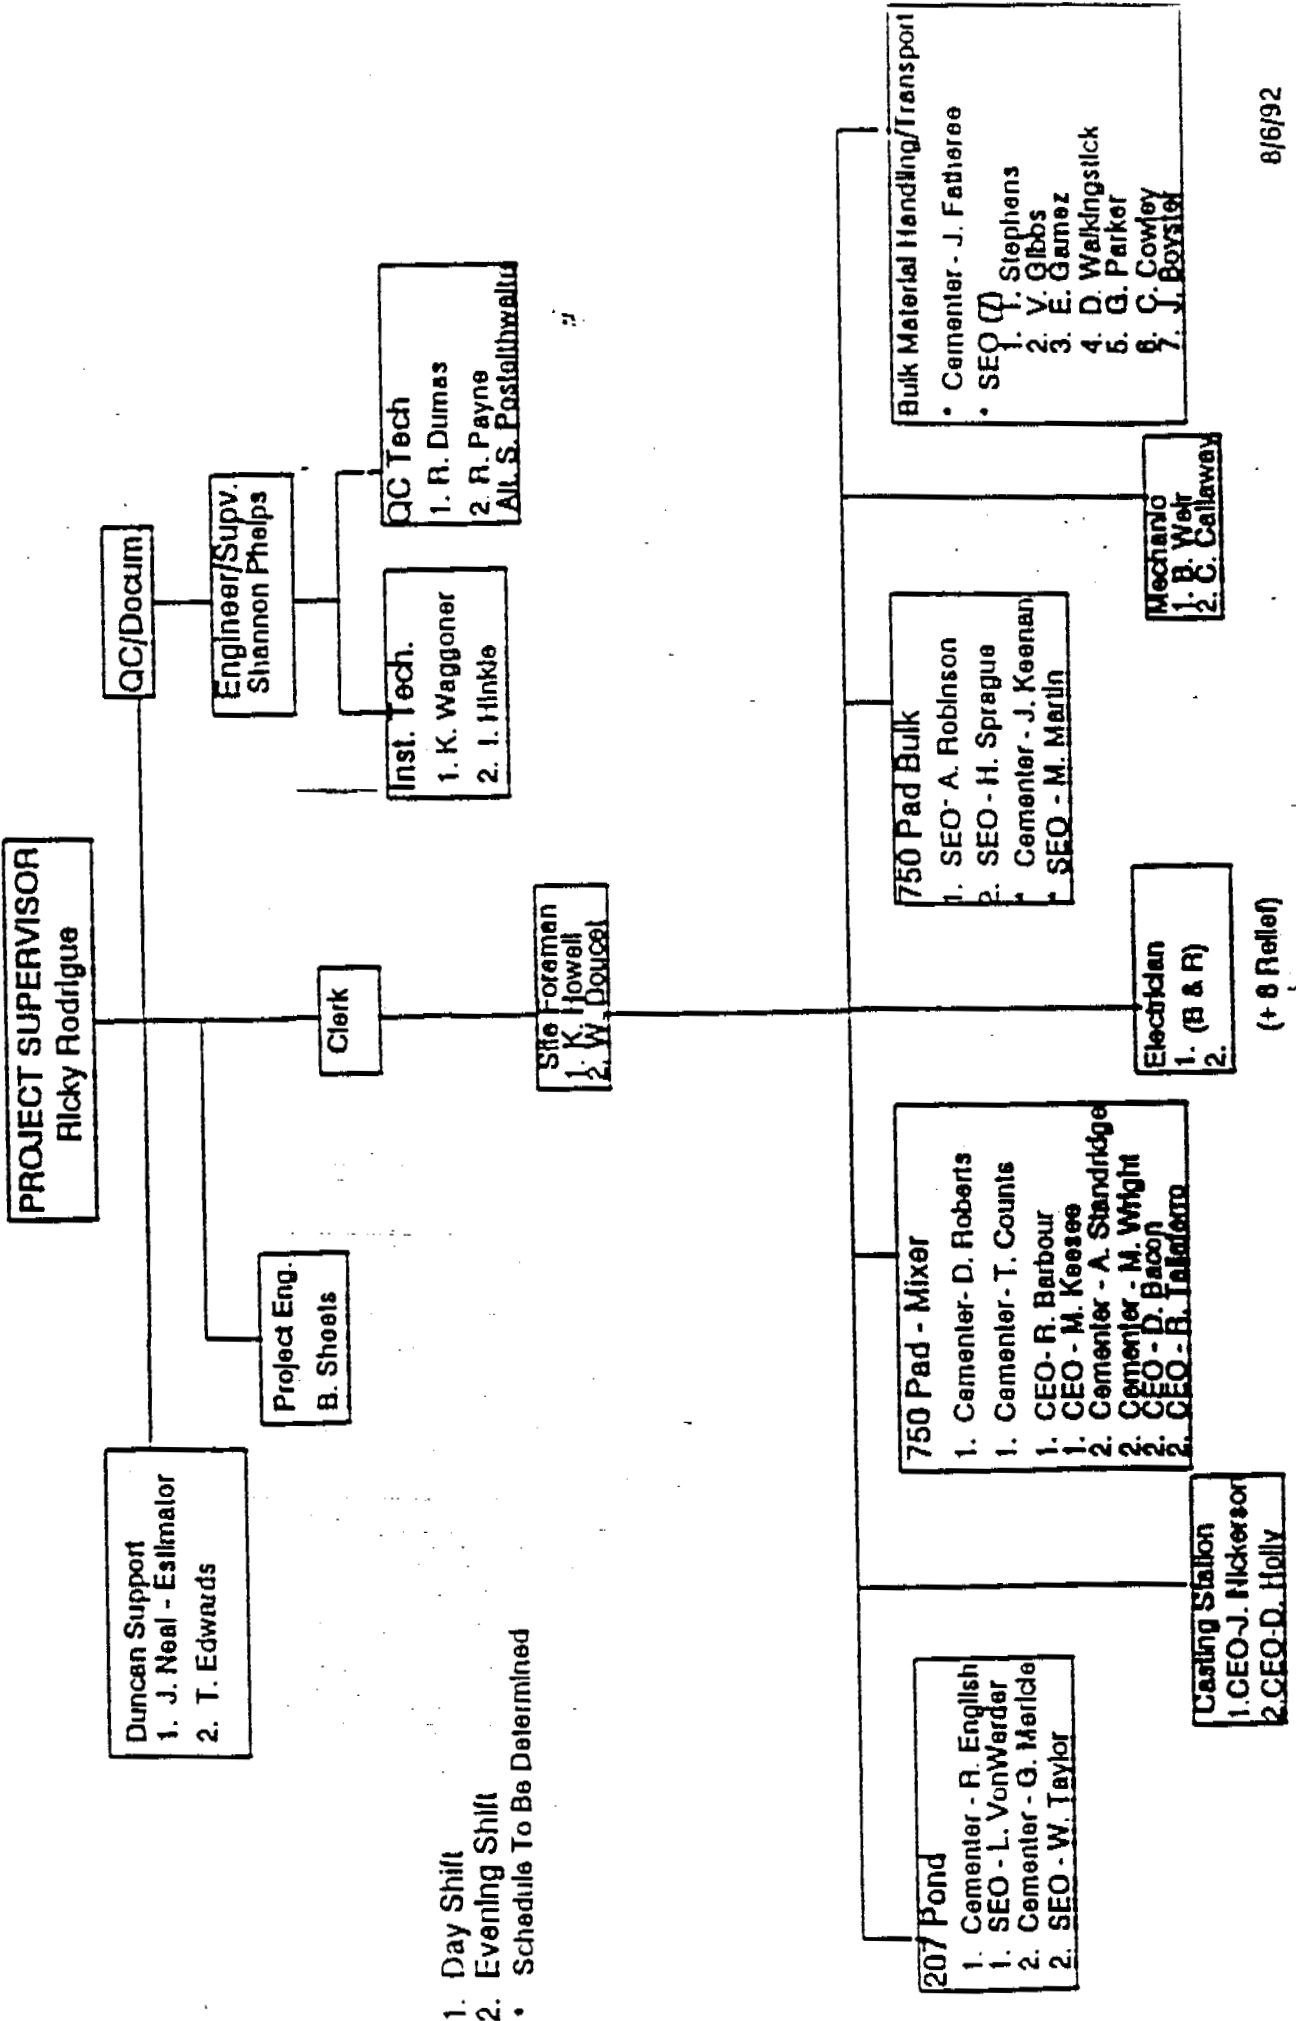 PROJECT SUPERVISOR
Ricky Rodrigue
Duncan Support
1. J. Neal - Estimator
2. T. Edwards
QC/Docum.
Project Eng.
B. Sheets
Engineer/Supv.
Shannon Phelps
Clerk
Inst. Tech.
1. K. Waggoner
2. I. Hinkle
QC Tech
1. R. Dumas
2. R. Payne
Alt. S.
1. Day Shift
2. Evening Shift
• Schedule To Be Determined
Site Foreman
1. K. Howell
2. W. Doucet
207 Pond
1. Cementer - R. English
1. SEO - L. VonWerder
2. Cementer - G. Mericle
2. SEO - W. Taylor
Casting Station
1.CEO-J. Nickerson
2.CEO-D. Holly
750 Pad - Mixer
1. Cementer- D. Roberts
1. Cementer- T. Counts
1. CEO- R. Barbour
1. CEO - M. Keesee
2. Cementer - A. Standridge
2. Cementer - M. Wright
2. CEO - D. Bacon
2. CEO - R.
Electrician
1. (B & R)
2.
(+ 8 Relief)
750 Pad Bulk
1. SEO- A. Robinson
2. SEO - H. Sprague
* Cementer - J. Keenan
* SEO - M. Martin
Mechanic
1. B. Weir
2. C. Callaway
Bulk Material Handling/Transport
• Cementer - J. Fatheree
• SEO (7)
1. T. Stephens
2. V. Gibbs
3. E. Gamez
4. D. Walkingstick
5. G. Parker
6. C. Cowley
7. J. Boyster
8/6/92